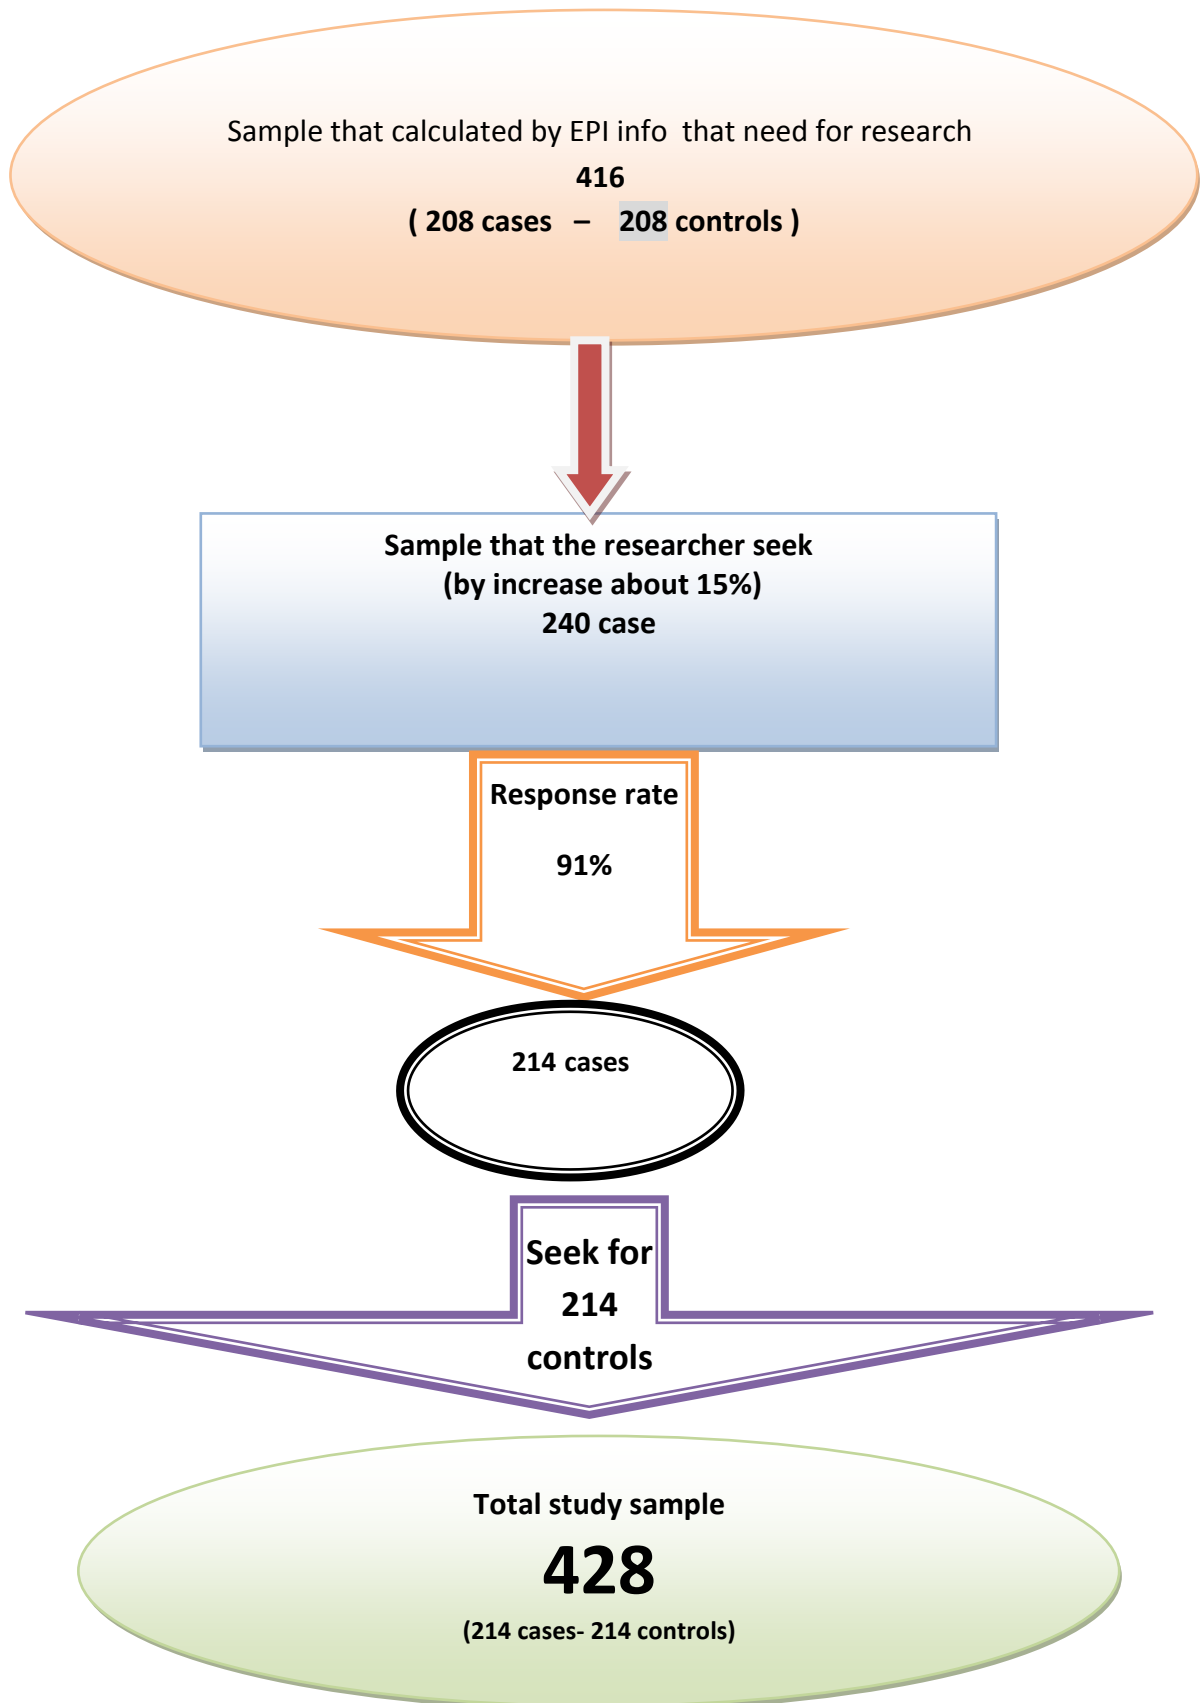 Sample that calculated by EPI info  that need for research
416
( 208 cases   –   208 controls )
Sample that the researcher seek
(by increase about 15%)
240 case
Response rate
91%
214 cases
Seek for
214
controls
Total study sample
428
(214 cases- 214 controls)